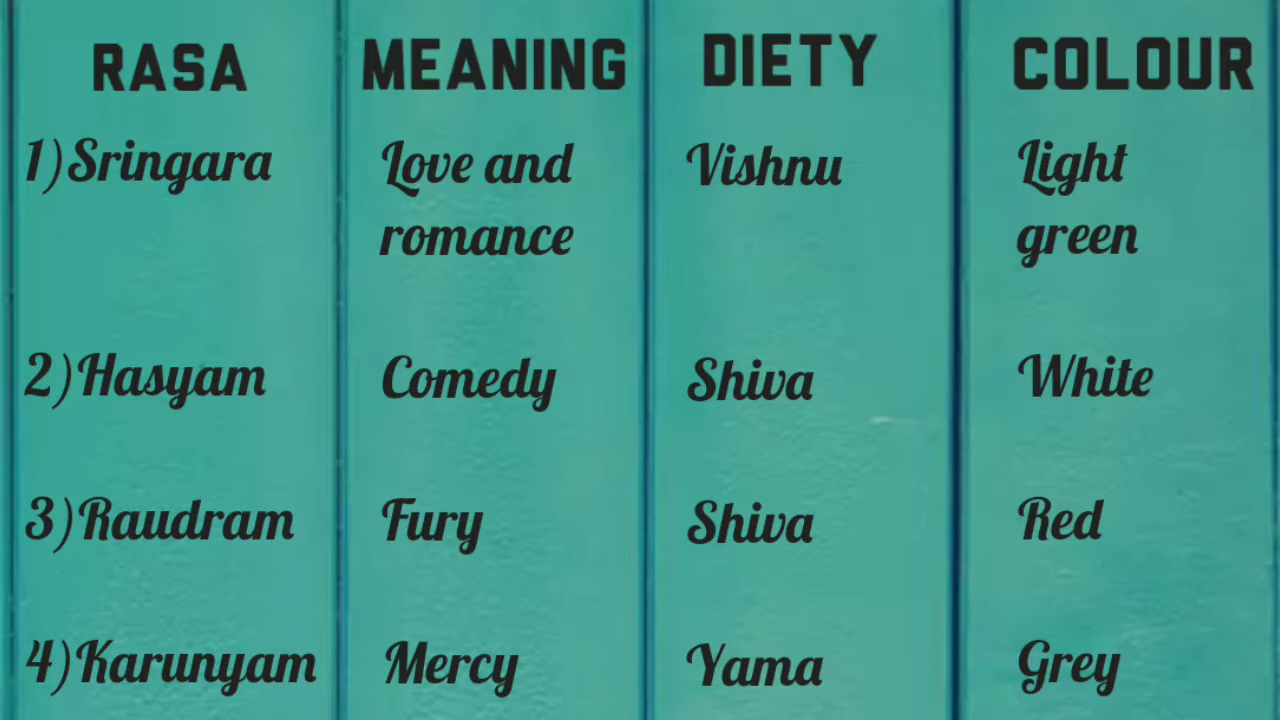 RASA MEANING DIETY COLOUR
1)Sringara Love and Vishnu Light
romance green
2)Hasyam Comedy Shiva White
3)Raudram Fury Shiva Red
4)Karunyam Mercy Yama Grey